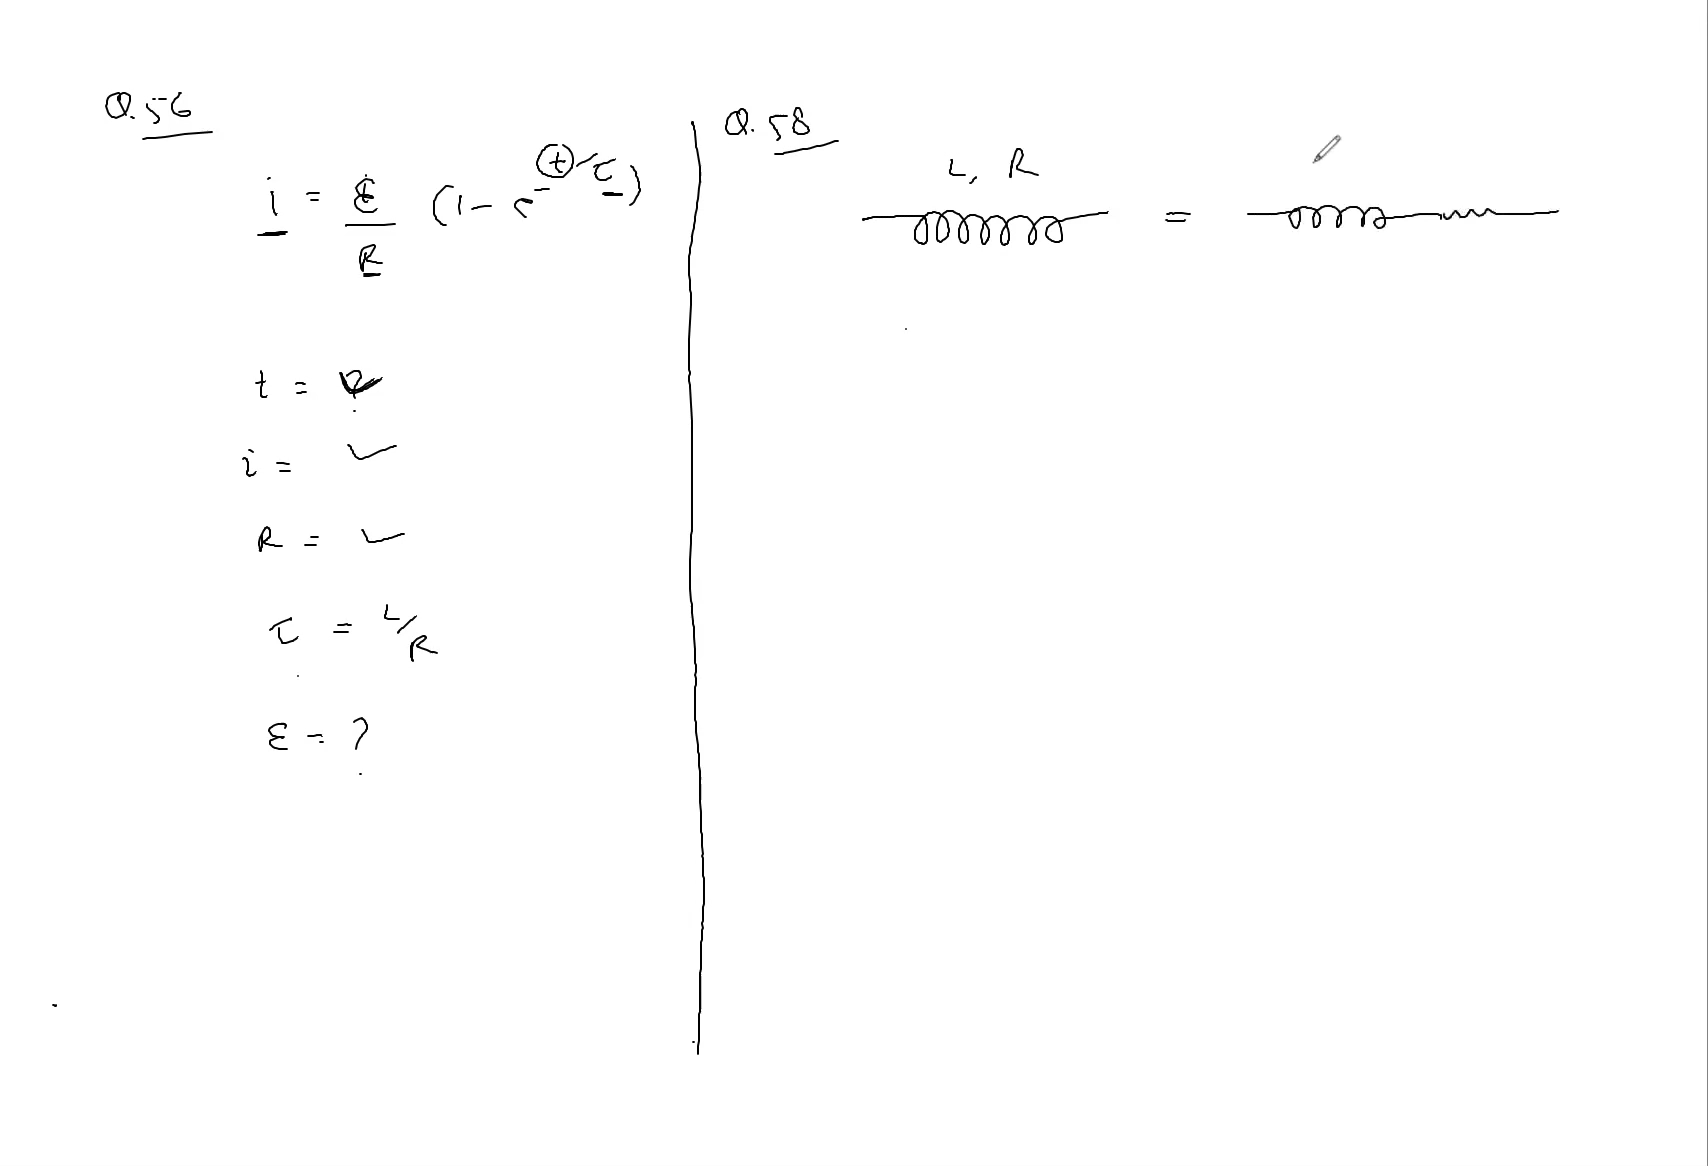 Q.56
i = ε/R (1 - e^-t/τ)
t = ✓
i = ✓
R = ✓
τ = L/R
ε = ?
Q.58
L, R
=